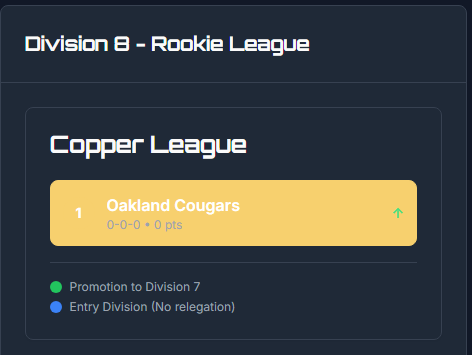 Division 8 - Rookie League
Copper League
1
Oakland Cougars
0-0-0 • 0 pts
↑
Promotion to Division 7
Entry Division (No relegation)